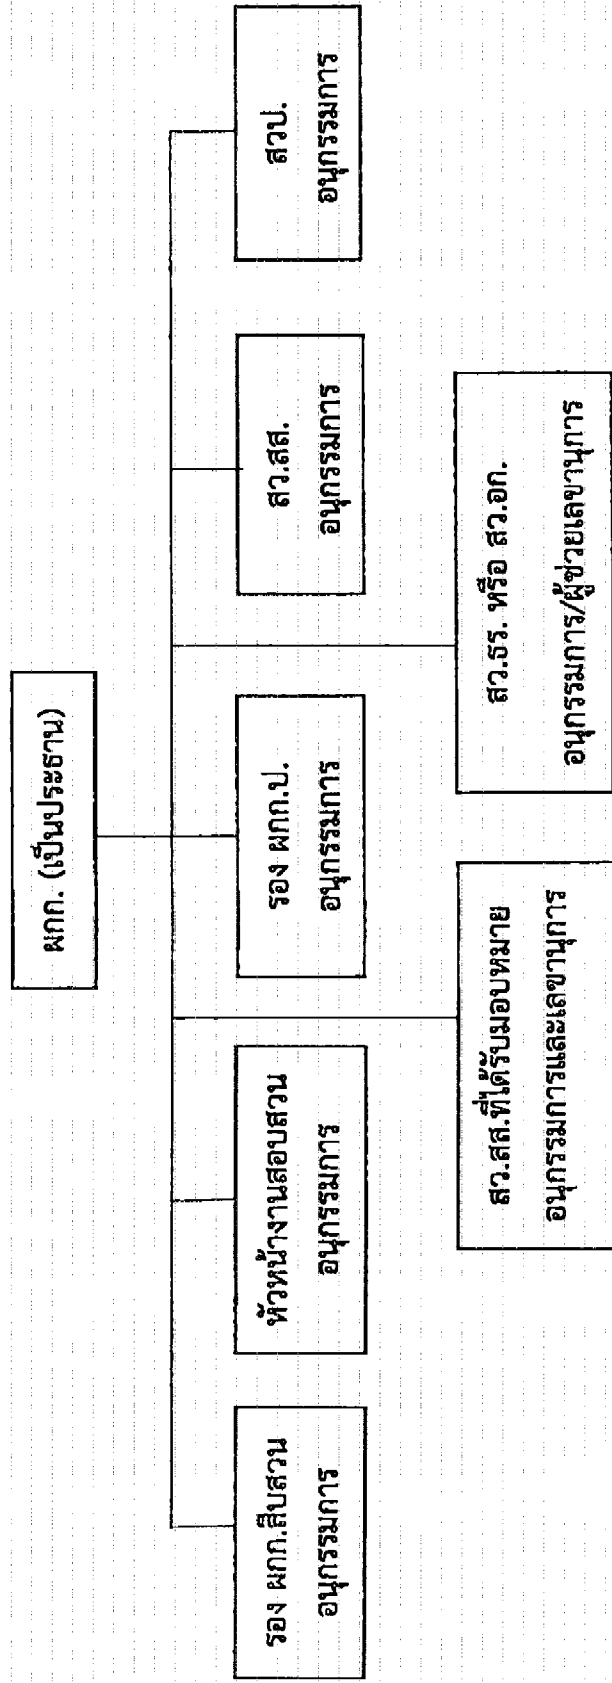 ผกก. (เป็นประธาน)
รอง ผกก.สืบสวน
อนุกรรมการ
หัวหน้างานสอบสวน
อนุกรรมการ
รอง ผกก.ป.
อนุกรรมการ
สว.สส.
อนุกรรมการ
สวป.
อนุกรรมการ
สว.สส.ที่ได้รับมอบหมาย
อนุกรรมการและเลขานุการ
สว.ธร. หรือ สว.อก.
อนุกรรมการ/ผู้ช่วยเลขานุการ